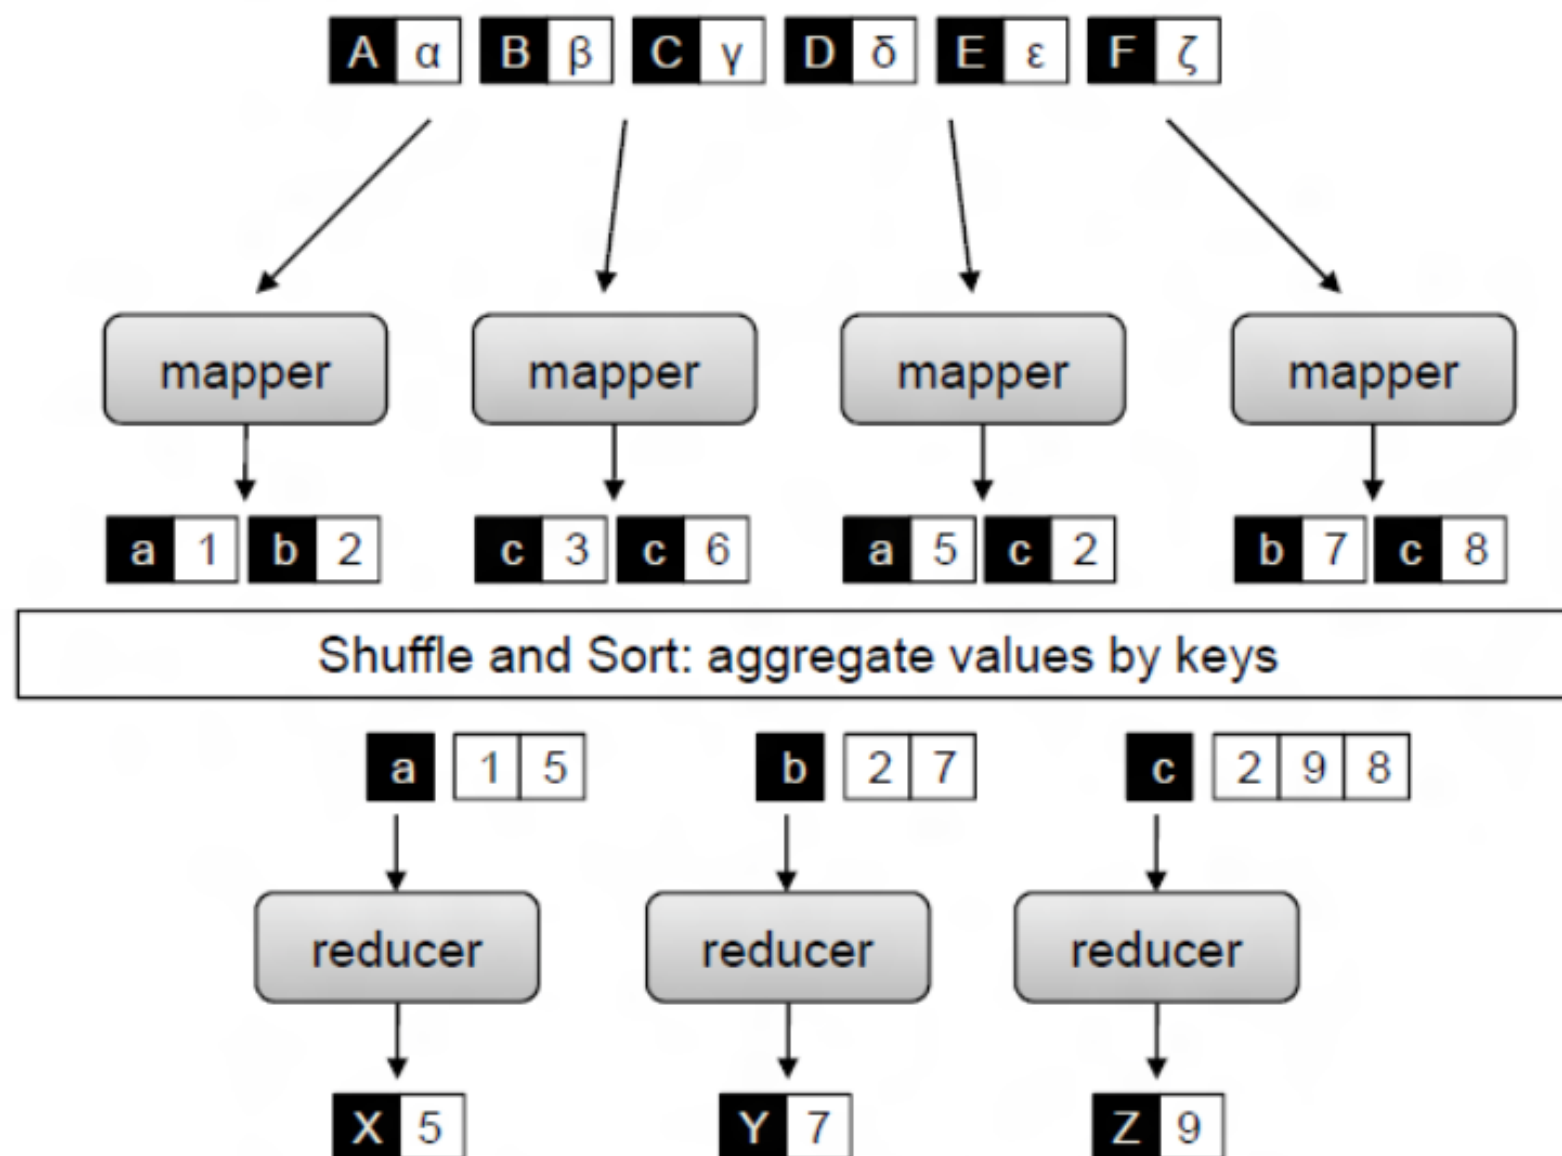 A α B β C γ D δ E ε F ζ
mapper mapper mapper mapper
a 1 b 2 c 3 c 6 a 5 c 2 b 7 c 8
Shuffle and Sort: aggregate values by keys
a 1 5 b 2 7 c 2 9 8
reducer reducer reducer
X 5 Y 7 Z 9